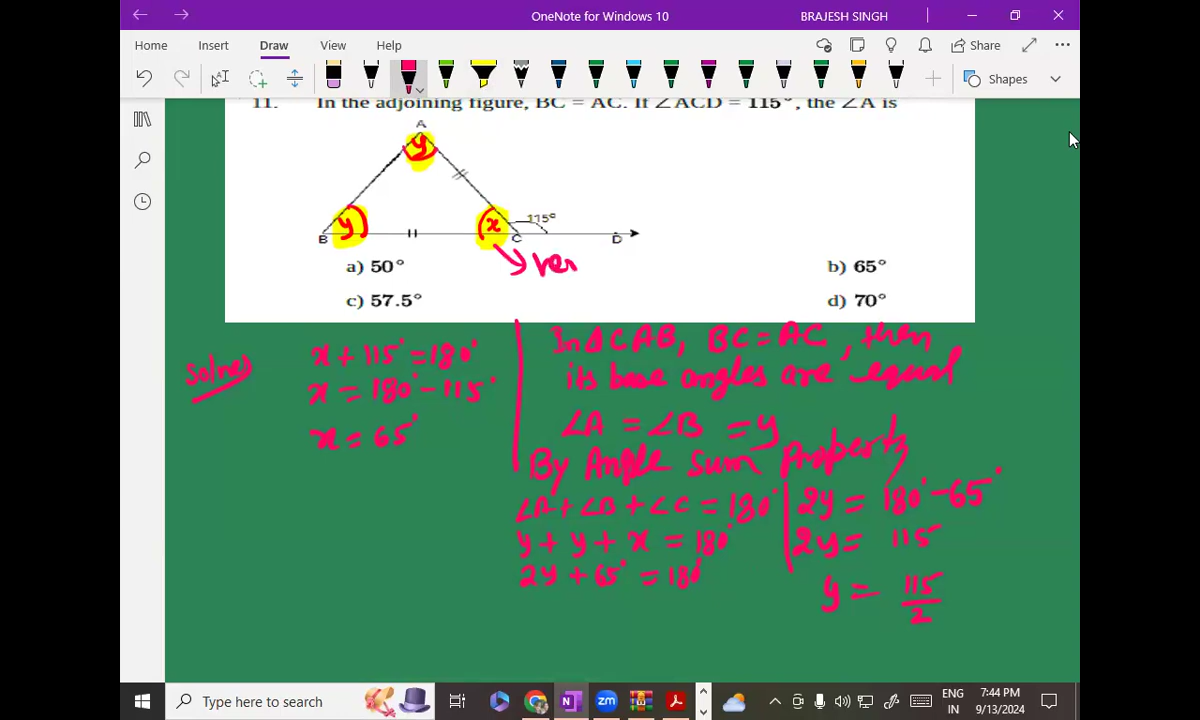 OneNote for Windows 10
BRAJESH SINGH
Home Insert Draw View Help
Share
Shapes
11. In the adjoining figure, BC = AC. If ∠ACD = 115°, the ∠A is
A
y
y
x
115°
B
C
D
ver
a) 50°
b) 65°
c) 57.5°
d) 70°
Soln:
x + 115° = 180°
x = 180° - 115°
x = 65°
In Δ CAB, BC = AC, then
its base angles are equal
∠A = ∠B = y
By Angle Sum Property
∠A + ∠B + ∠C = 180°
y + y + x = 180°
2y + 65° = 180°
2y = 180° - 65°
2y = 115
y = 115/2
Type here to search
ENG
IN
7:44 PM
9/13/2024